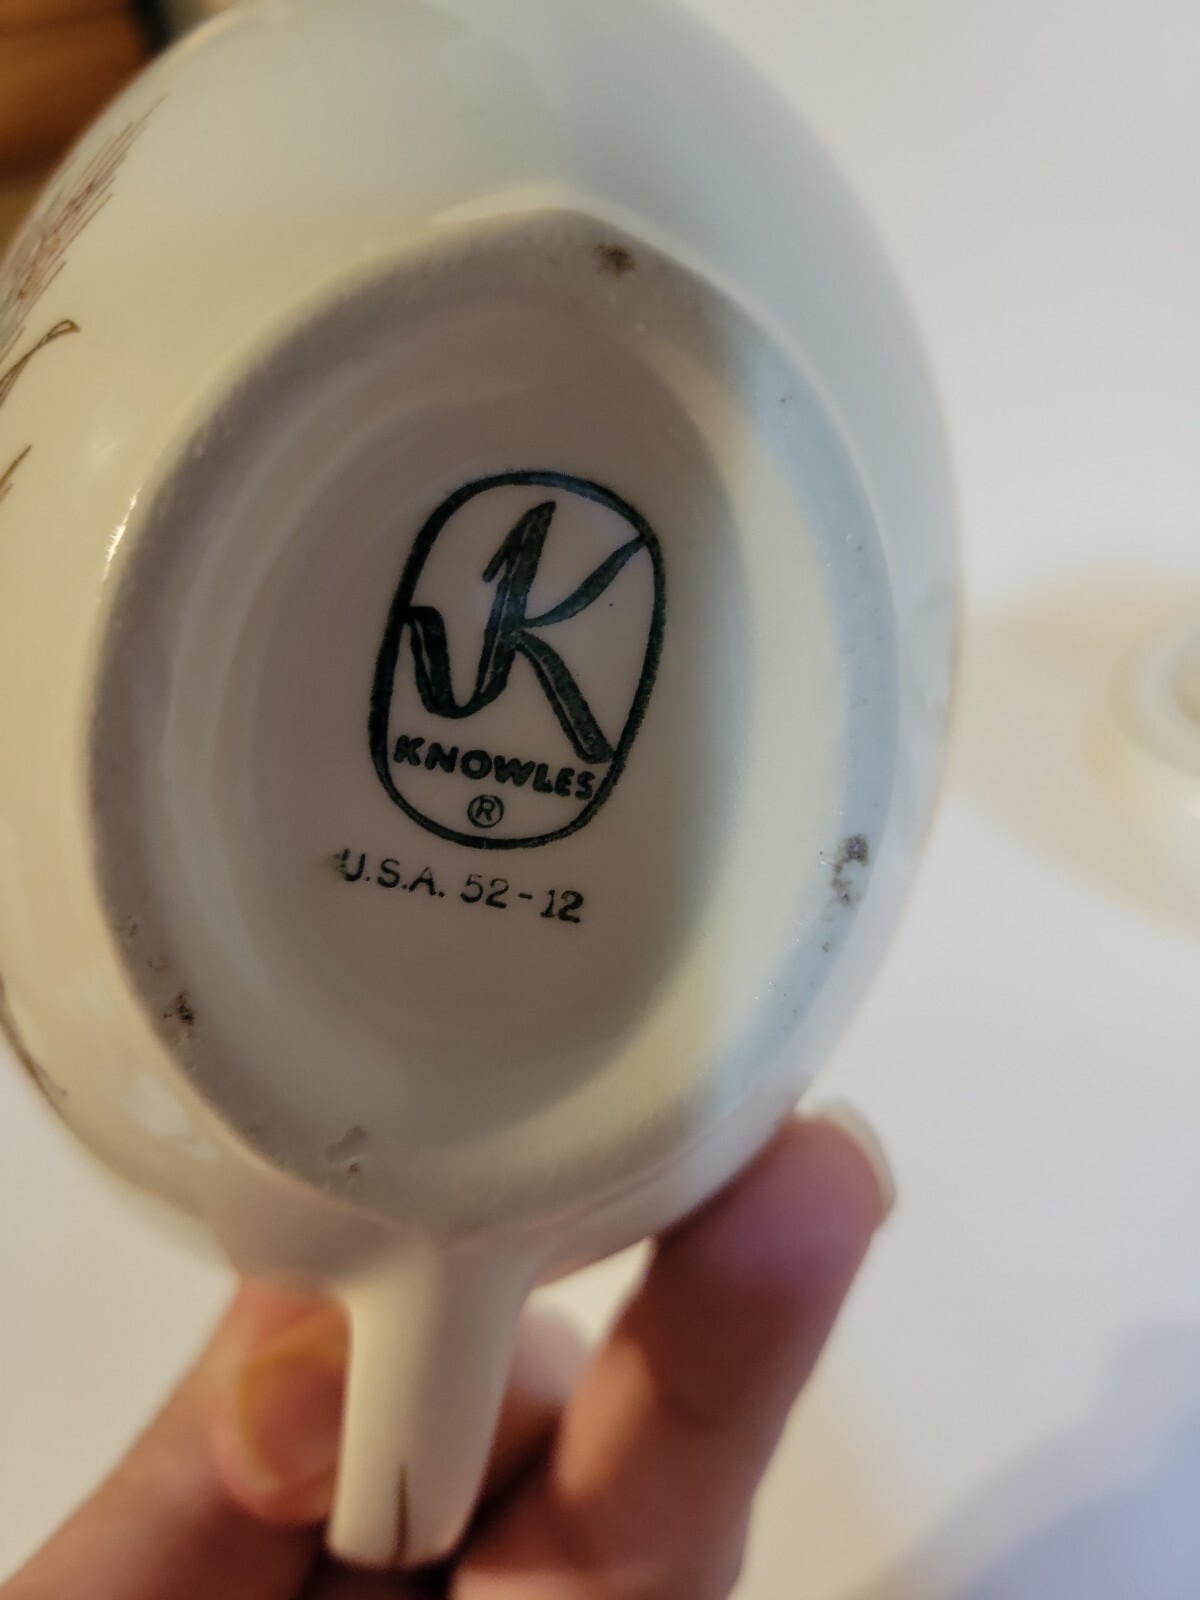 K
KNOWLES
®
U.S.A. 52-12